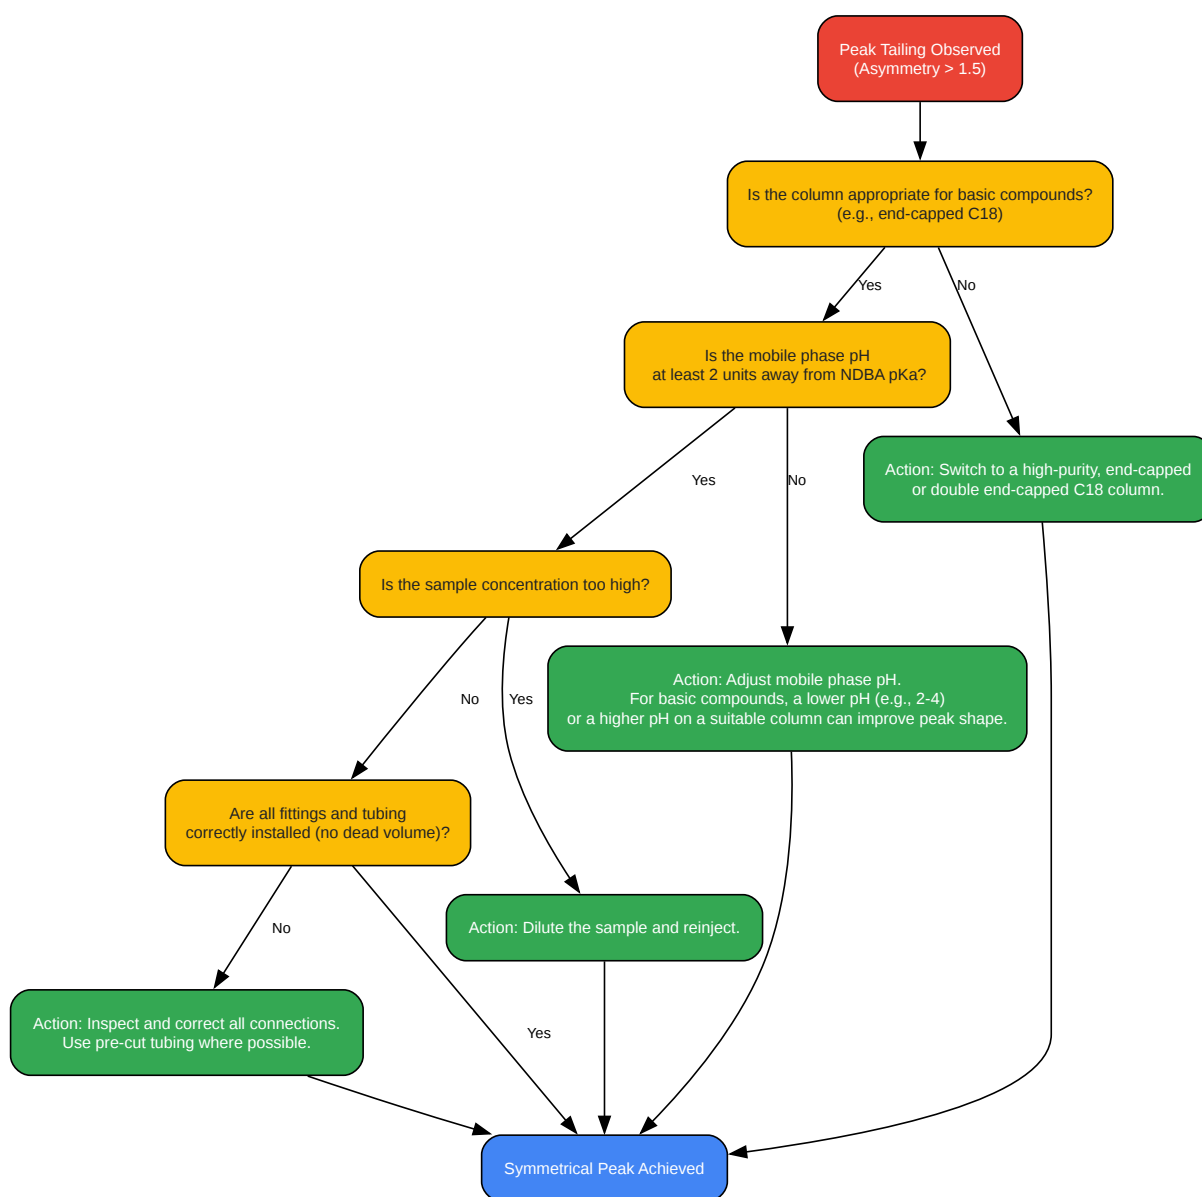 Peak Tailing Observed
(Asymmetry > 1.5)
Is the column appropriate for basic compounds?
(e.g., end-capped C18)
Yes
No
Is the mobile phase pH
at least 2 units away from NDBA pKa?
Action: Switch to a high-purity, end-capped
or double end-capped C18 column.
Yes
No
Is the sample concentration too high?
Action: Adjust mobile phase pH.
For basic compounds, a lower pH (e.g., 2-4)
or a higher pH on a suitable column can improve peak shape.
No
Yes
Are all fittings and tubing
correctly installed (no dead volume)?
Action: Dilute the sample and reinject.
No
Yes
Action: Inspect and correct all connections.
Use pre-cut tubing where possible.
Symmetrical Peak Achieved